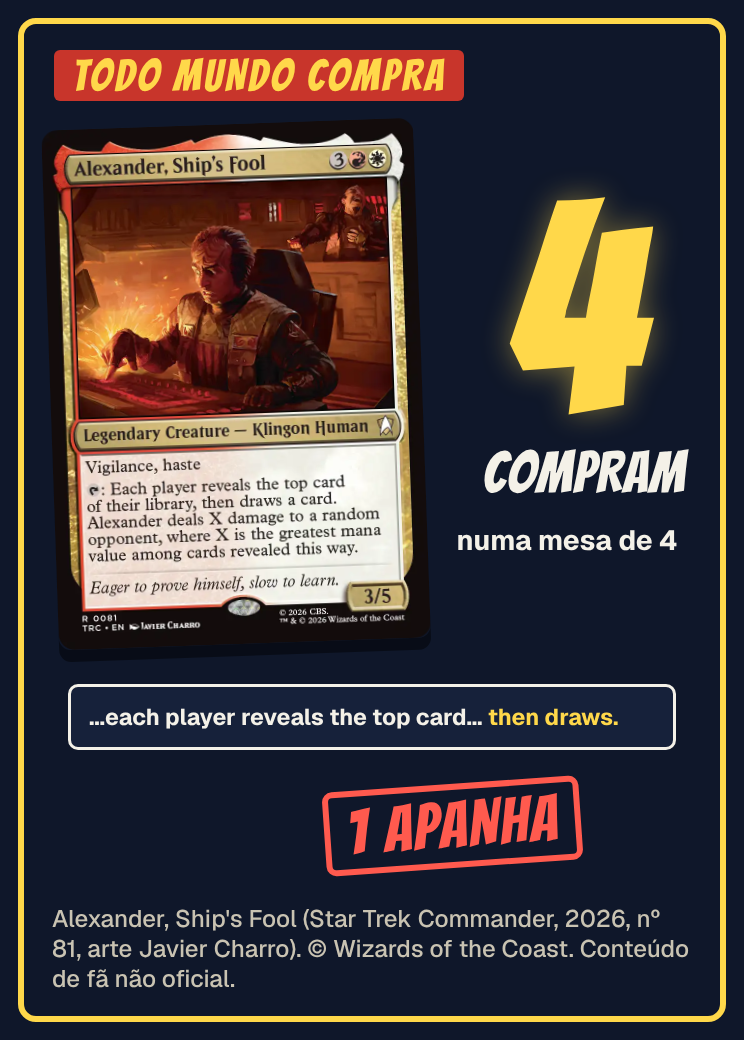 TODO MUNDO COMPRA
Alexander, Ship's Fool 3
Legendary Creature — Klingon Human
Vigilance, haste
: Each player reveals the top card
of their library, then draws a card.
Alexander deals X damage to a random
opponent, where X is the greatest mana
value among cards revealed this way.
Eager to prove himself, slow to learn.
3/5
R 0081
TRC • EN JAVIER CHARRO
© 2026 CBS.
™ & © 2026 Wizards of the Coast
4
COMPRAM
numa mesa de 4
...each player reveals the top card... then draws.
1 APANHA
Alexander, Ship's Fool (Star Trek Commander, 2026, nº
81, arte Javier Charro). © Wizards of the Coast. Conteúdo
de fã não oficial.